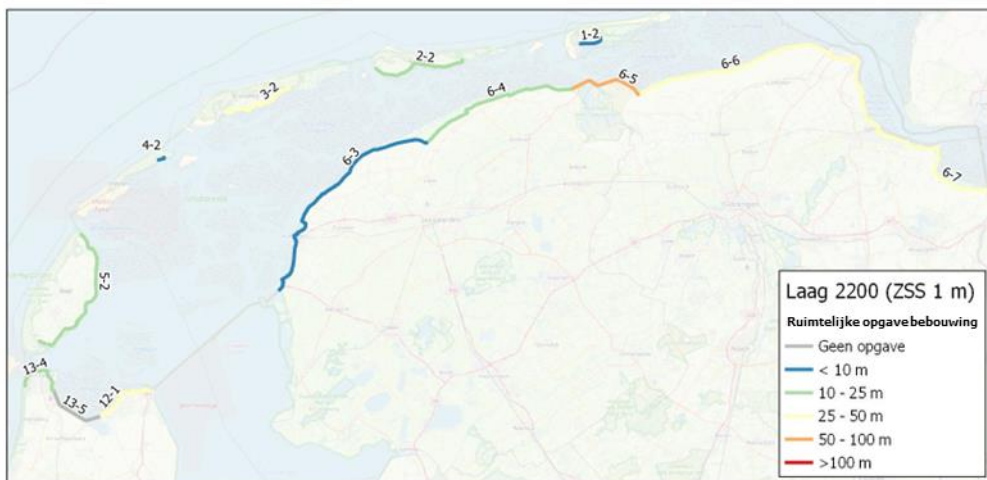 1-2
2-2
3-2
6-6
6-5
6-4
4-2
6-3
6-7
5-2
13-4
13-5
12-1
Laag 2200 (ZSS 1 m)
Ruimtelijke opgave bebouwing
Geen opgave
< 10 m
10 - 25 m
25 - 50 m
50 - 100 m
>100 m